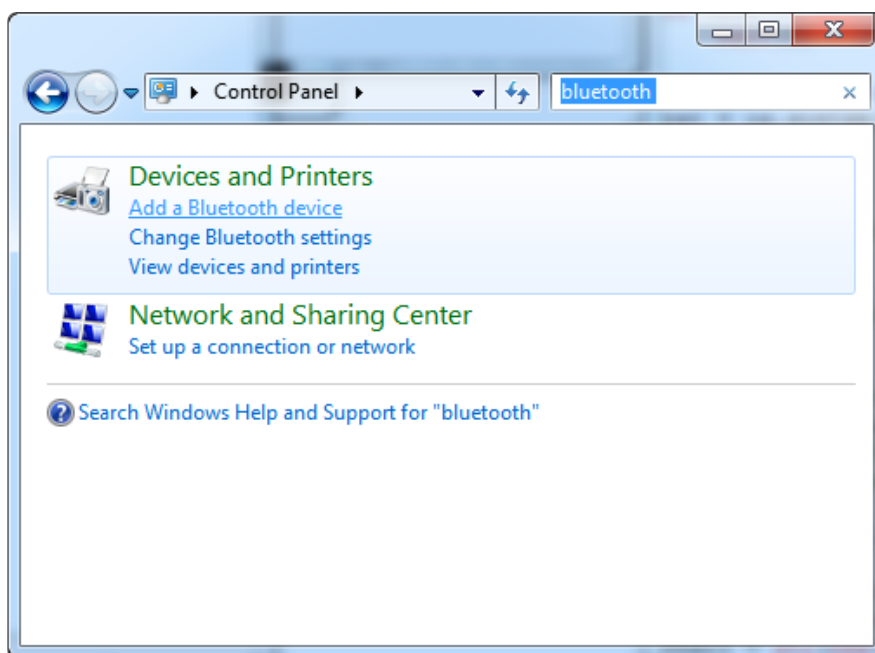 Control Panel
bluetooth
Devices and Printers
Add a Bluetooth device
Change Bluetooth settings
View devices and printers
Network and Sharing Center
Set up a connection or network
Search Windows Help and Support for "bluetooth"